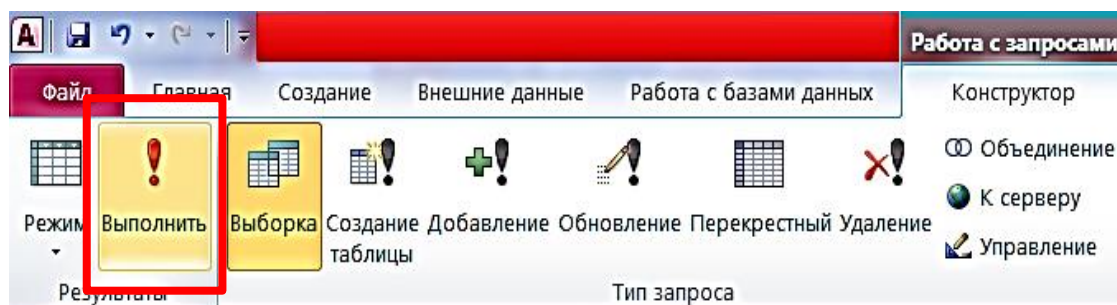 A
Работа с запросами
Файл Главная Создание Внешние данные Работа с базами данных Конструктор
Режим Выполнить Выборка Создание таблицы Добавление Обновление Перекрестный Удаление
Объединение
К серверу
Управление
Результаты Тип запроса